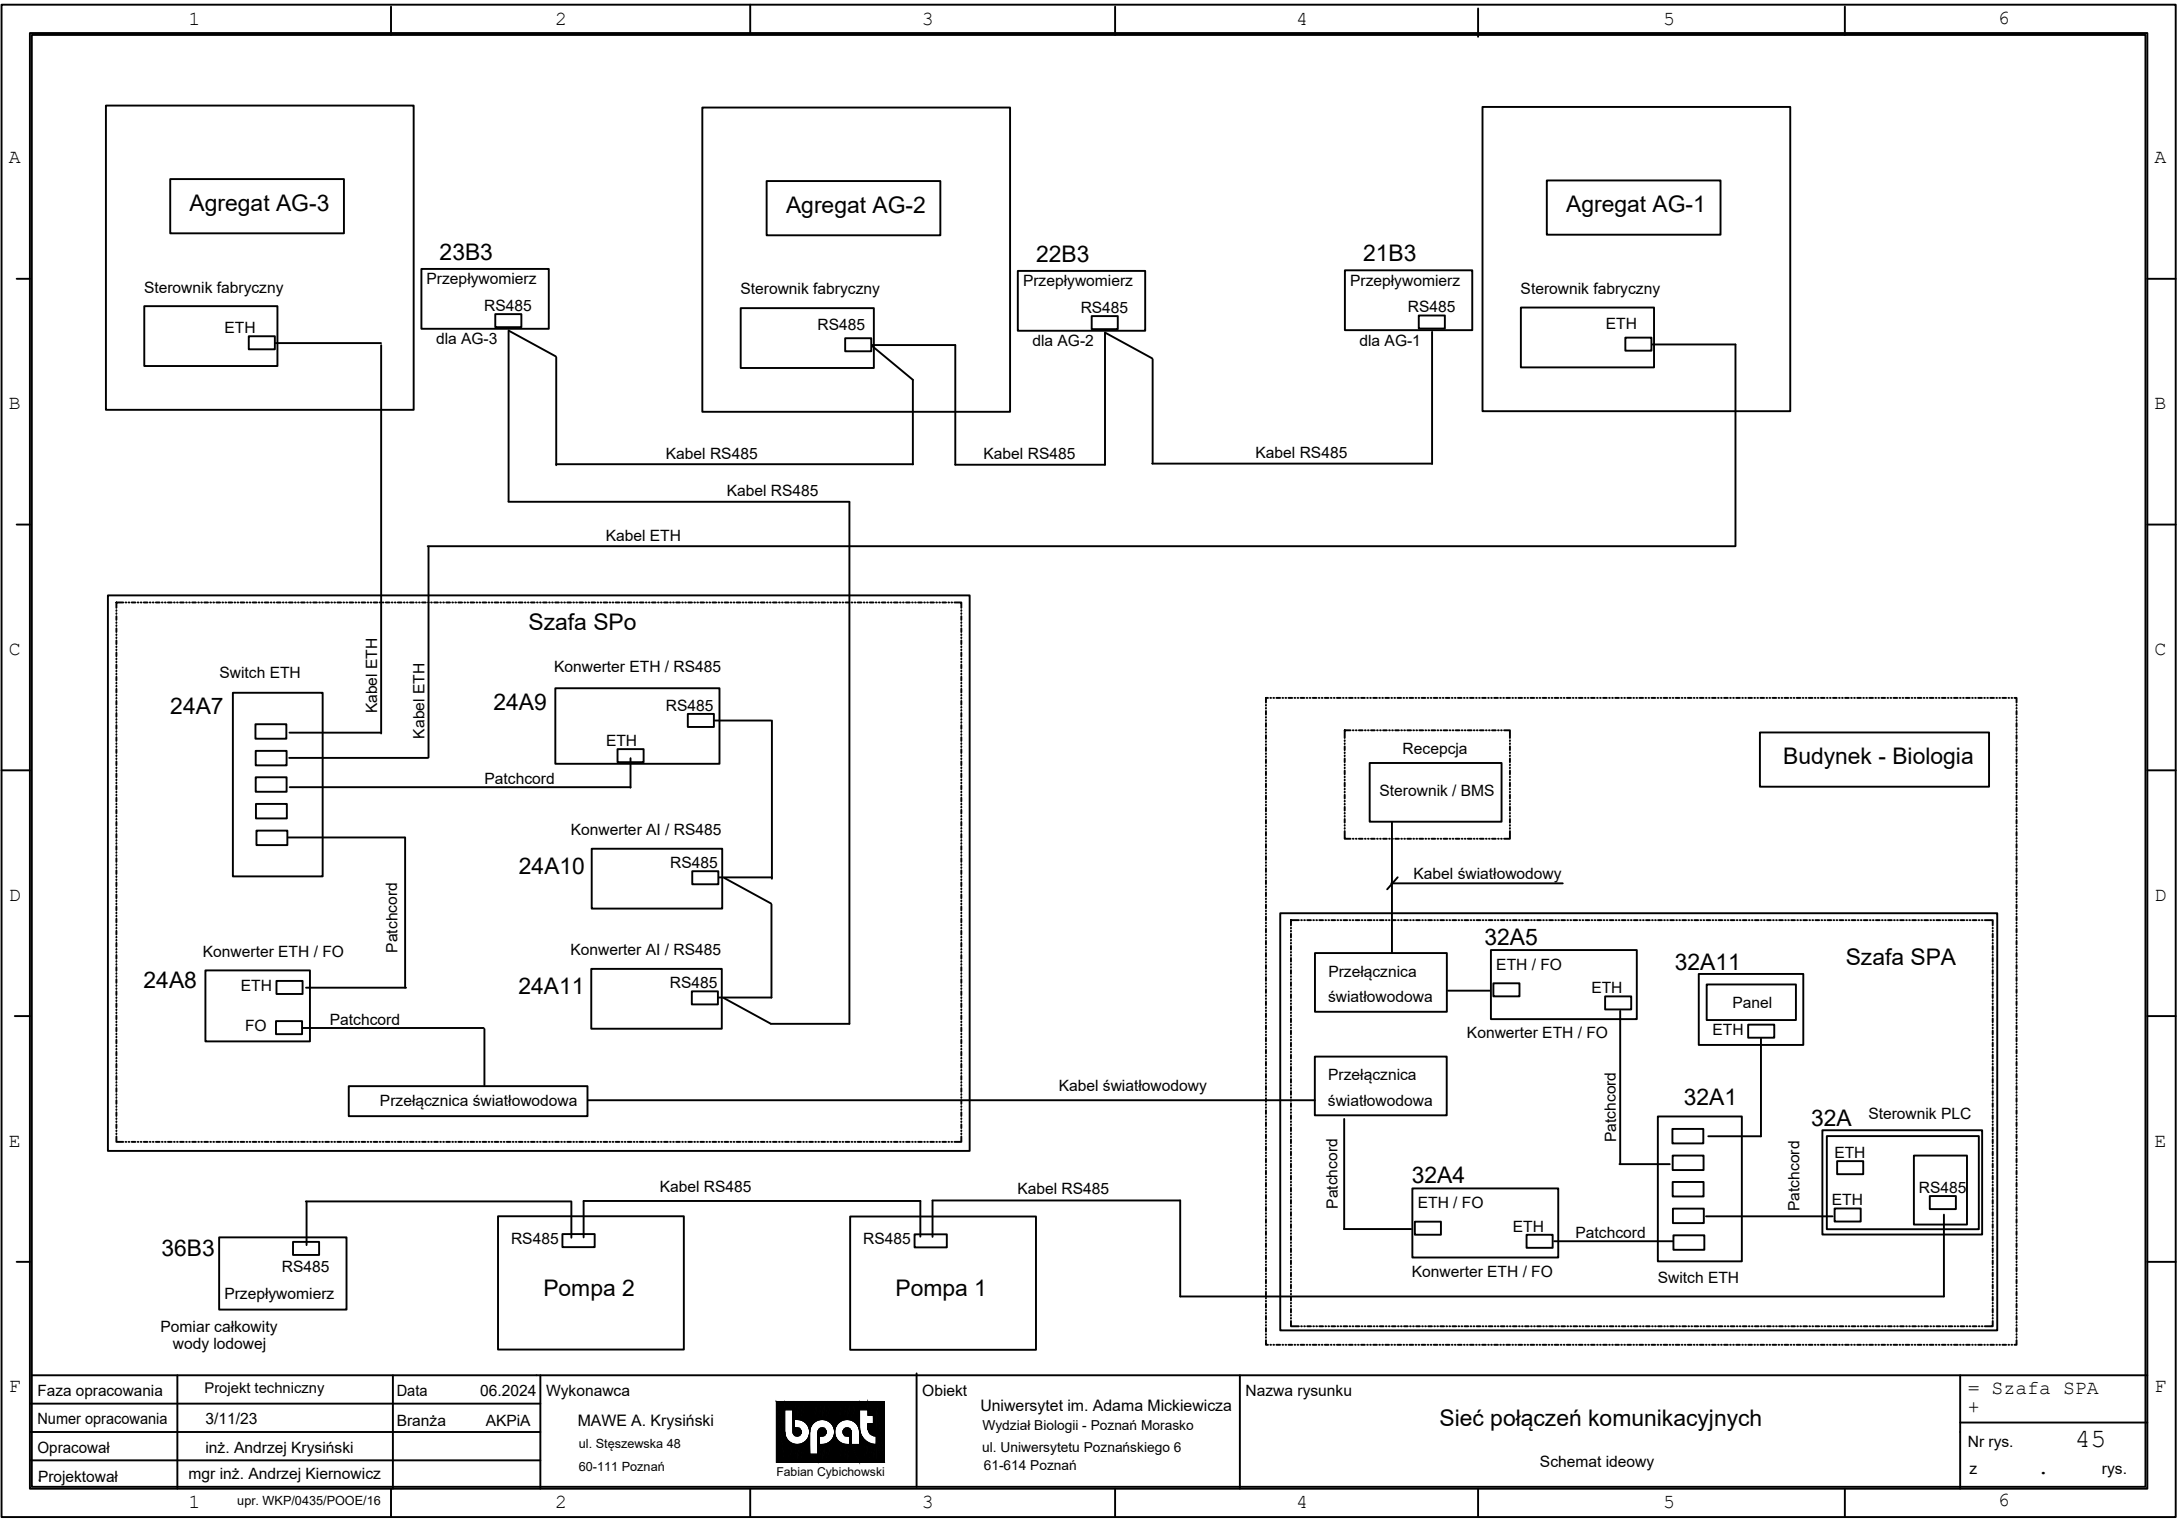 1 2 3 4 5 6
A A
Agregat AG-3
Agregat AG-2
Agregat AG-1
23B3
Przepływomierz
RS485
dla AG-3
22B3
Przepływomierz
RS485
dla AG-2
21B3
Przepływomierz
RS485
dla AG-1
Sterownik fabryczny
ETH
Sterownik fabryczny
RS485
Sterownik fabryczny
ETH
B B
Kabel RS485
Kabel RS485
Kabel RS485
Kabel RS485
Kabel ETH
C C
Szafa SPo
Kabel ETH
Kabel ETH
Switch ETH
24A7
Konwerter ETH / RS485
24A9
RS485
ETH
Patchcord
Konwerter AI / RS485
24A10
RS485
D D
Patchcord
Konwerter ETH / FO
24A8
ETH
FO
Patchcord
Konwerter AI / RS485
24A11
RS485
Przełącznica światłowodowa
Kabel światłowodowy
Recepcja
Sterownik / BMS
Budynek - Biologia
Kabel światłowodowy
Szafa SPA
Przełącznica
światłowodowa
32A5
ETH / FO
ETH
Konwerter ETH / FO
32A11
Panel
ETH
Przełącznica
światłowodowa
Patchcord
Patchcord
32A1
32A
Sterownik PLC
ETH
ETH
RS485
Patchcord
E E
32A4
ETH / FO
ETH
Konwerter ETH / FO
Patchcord
Switch ETH
Kabel RS485
Kabel RS485
36B3
RS485
Przepływomierz
Pomiar całkowity
wody lodowej
RS485
Pompa 2
RS485
Pompa 1
F F
Faza opracowania Projekt techniczny
Numer opracowania 3/11/23
Opracował inż. Andrzej Krysiński
Projektował mgr inż. Andrzej Kiernowicz
upr. WKP/0435/POOE/16
Data 06.2024
Branża AKPiA
Wykonawca
MAWE A. Krysiński
ul. Stęszewska 48
60-111 Poznań
bpat
Fabian Cybichowski
Obiekt
Uniwersytet im. Adama Mickiewicza
Wydział Biologii - Poznań Morasko
ul. Uniwersytetu Poznańskiego 6
61-614 Poznań
Nazwa rysunku
Sieć połączeń komunikacyjnych
Schemat ideowy
= Szafa SPA
+
Nr rys. 45
z . rys.
1 2 3 4 5 6